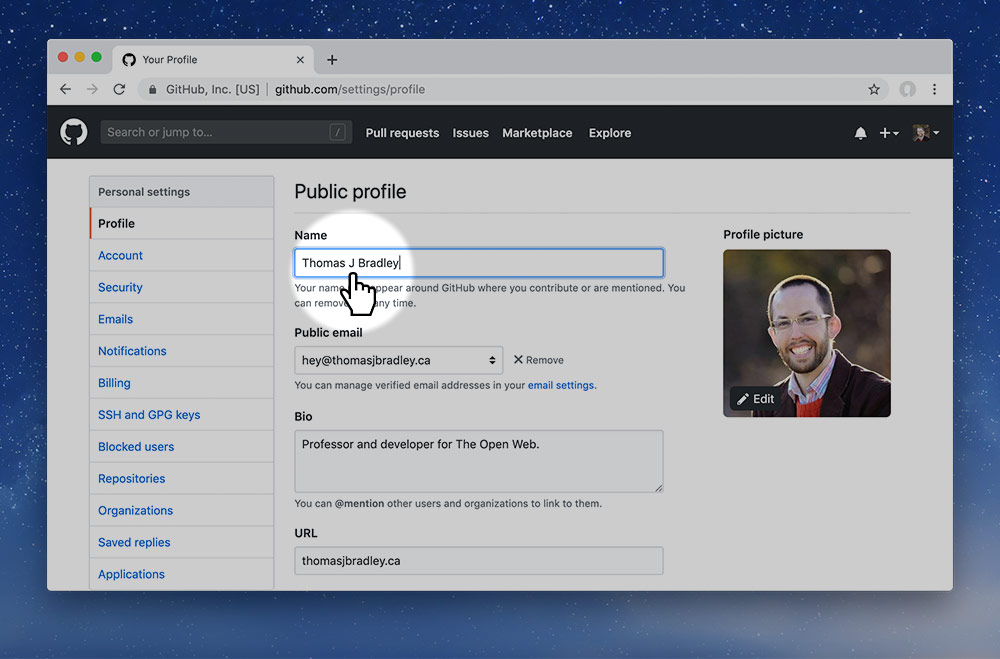 Your Profile
GitHub, Inc. [US] | github.com/settings/profile
Search or jump to... /
Pull requests Issues Marketplace Explore
Personal settings
Profile
Account
Security
Emails
Notifications
Billing
SSH and GPG keys
Blocked users
Repositories
Organizations
Saved replies
Applications
Public profile
Name
Thomas J Bradley
Your name appear around GitHub where you contribute or are mentioned. You
can remove any time.
Public email
hey@thomasjbradley.ca
Remove
You can manage verified email addresses in your email settings.
Bio
Professor and developer for The Open Web.
You can @mention other users and organizations to link to them.
URL
thomasjbradley.ca
Profile picture
Edit